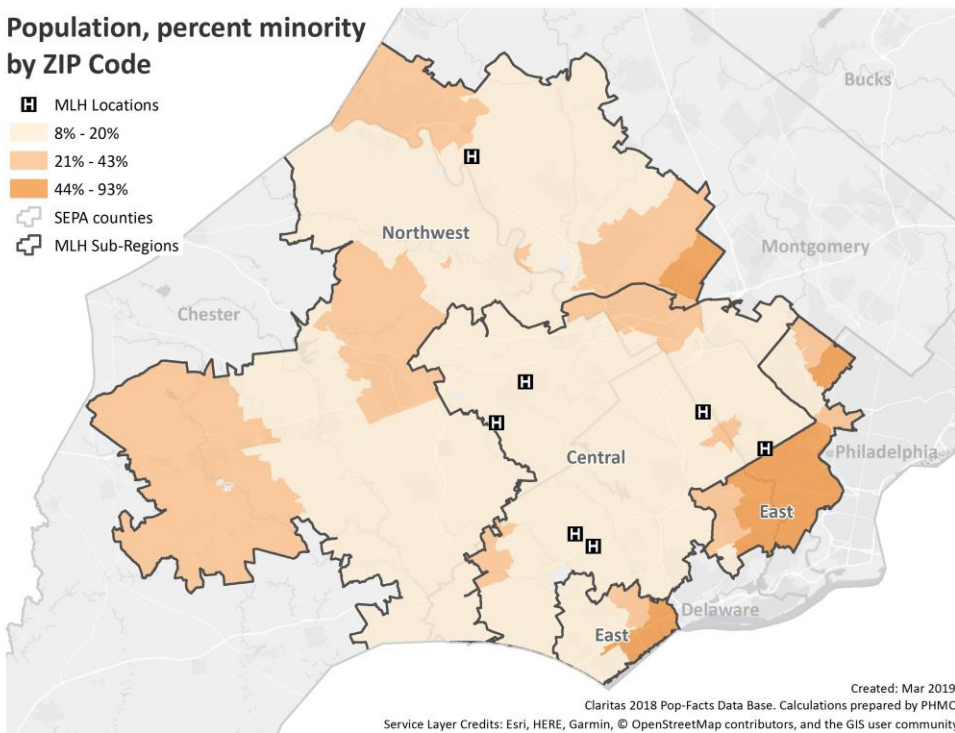 Population, percent minority
by ZIP Code
H MLH Locations
8% - 20%
21% - 43%
44% - 93%
SEPA counties
MLH Sub-Regions
Bucks
H
Northwest
Montgomery
Chester
H
H
H
Central
H
Philadelphia
East
H
H
Delaware
East
Created: Mar 2019
Claritas 2018 Pop-Facts Data Base. Calculations prepared by PHMC
Service Layer Credits: Esri, HERE, Garmin, © OpenStreetMap contributors, and the GIS user community